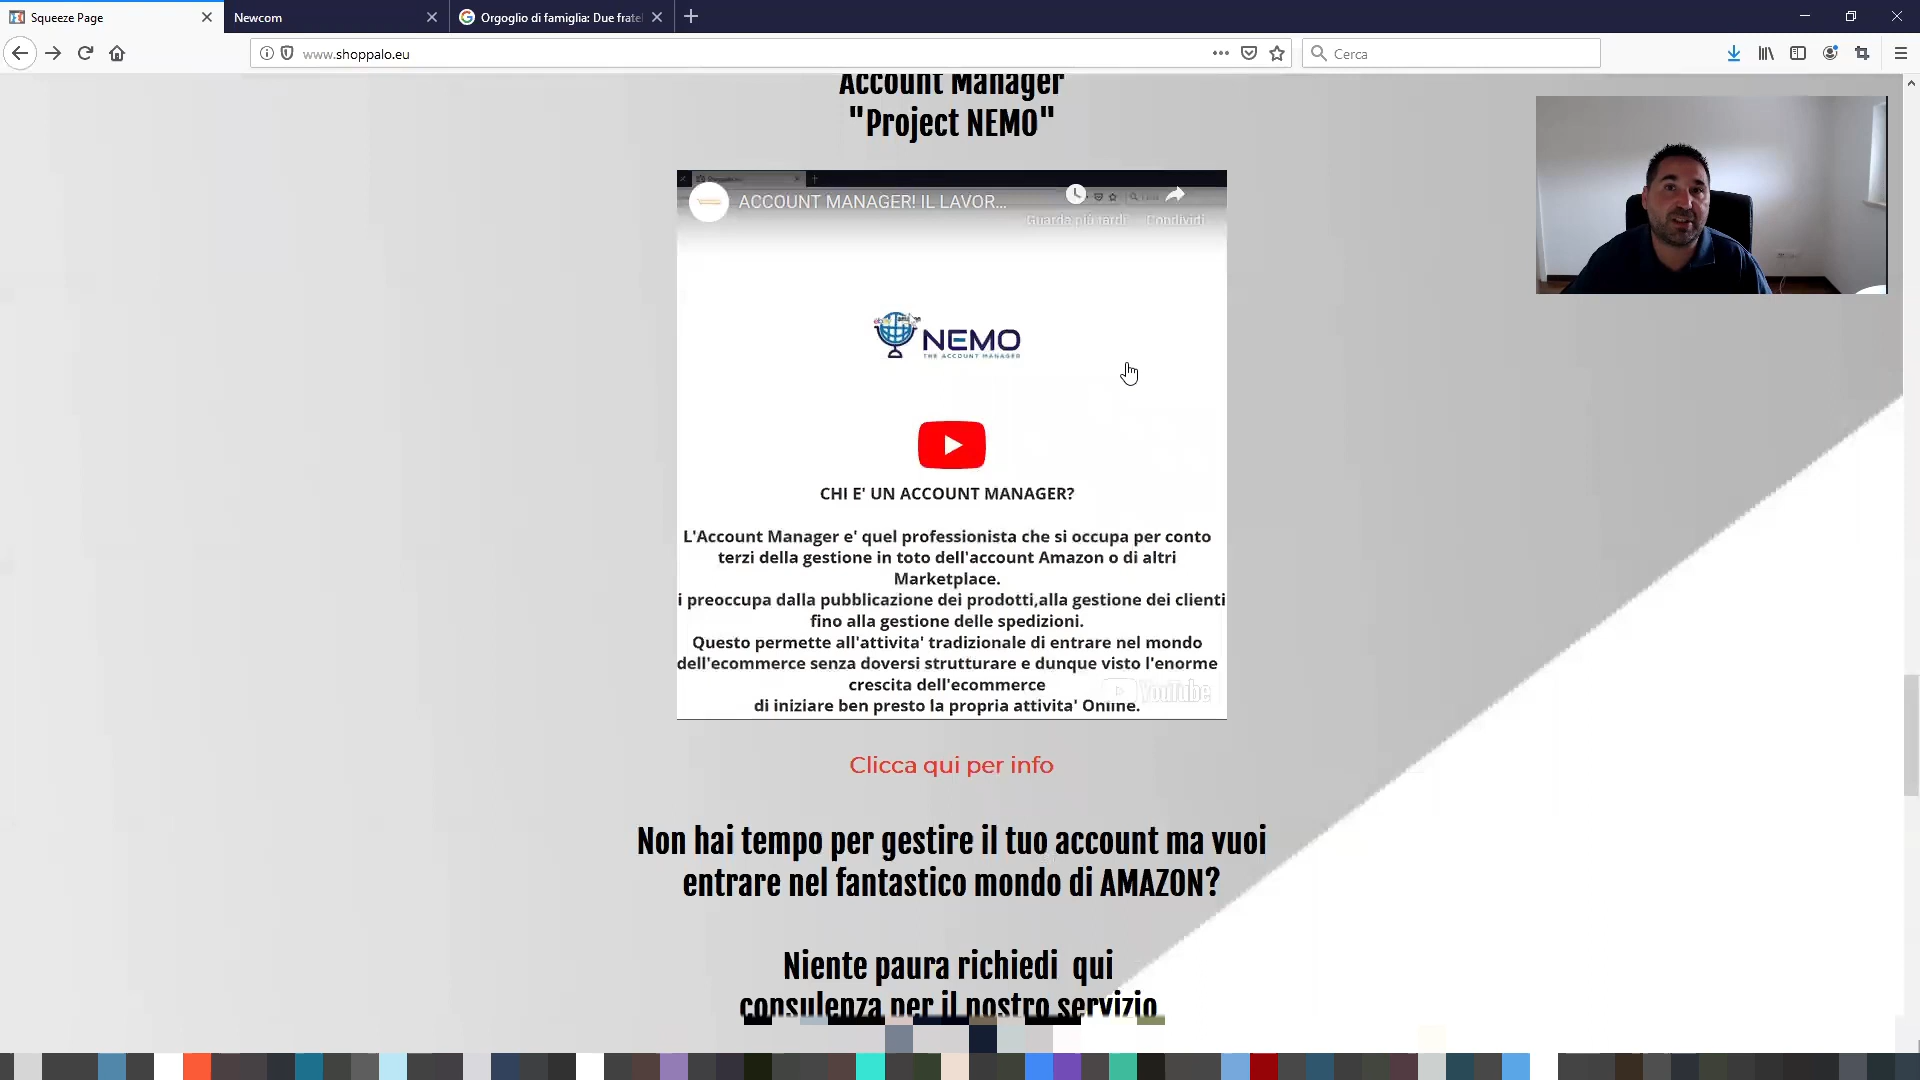 Squeeze Page
Newcom
Orgoglio di famiglia: Due frate
www.shoppalo.eu
Cerca
Account Manager
"Project NEMO"
ACCOUNT MANAGER! IL LAVOR...
Guarda più tardi
Condividi
NEMO
THE ACCOUNT MANAGER
CHI E' UN ACCOUNT MANAGER?
L'Account Manager e' quel professionista che si occupa per conto
terzi della gestione in toto dell'account Amazon o di altri
Marketplace.
i preoccupa dalla pubblicazione dei prodotti,alla gestione dei clienti
fino alla gestione delle spedizioni.
Questo permette all'attivita' tradizionale di entrare nel mondo
dell'ecommerce senza doversi strutturare e dunque visto l'enorme
crescita dell'ecommerce
di iniziare ben presto la propria attivita' Online.
YouTube
Clicca qui per info
Non hai tempo per gestire il tuo account ma vuoi
entrare nel fantastico mondo di AMAZON?
Niente paura richiedi qui
consulenza per il nostro servizio